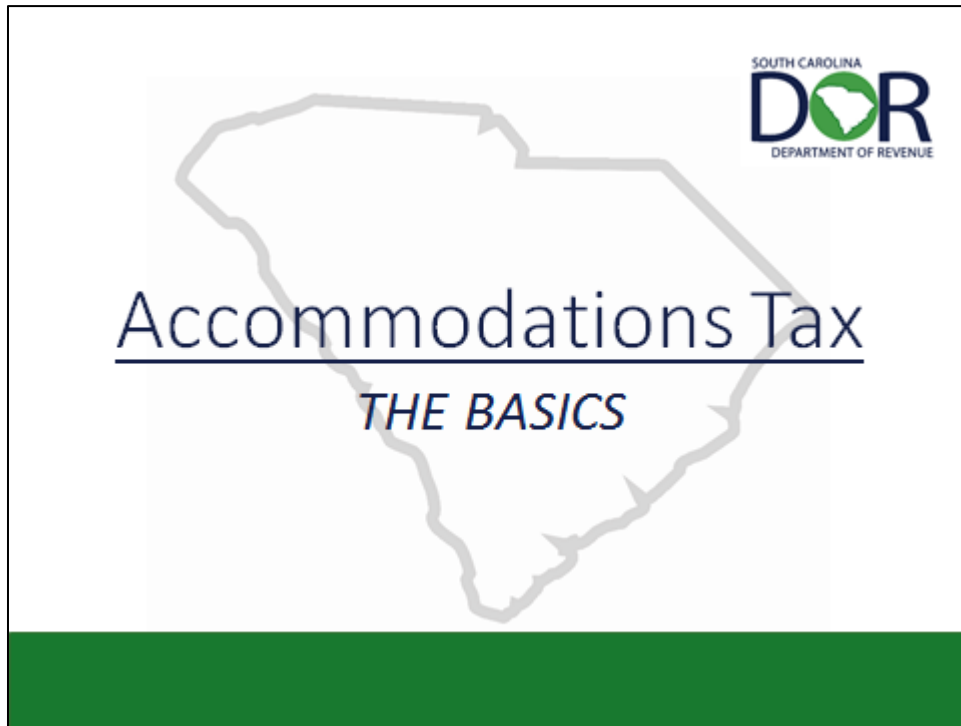 SOUTH CAROLINA
DOR
DEPARTMENT OF REVENUE
Accommodations Tax
THE BASICS